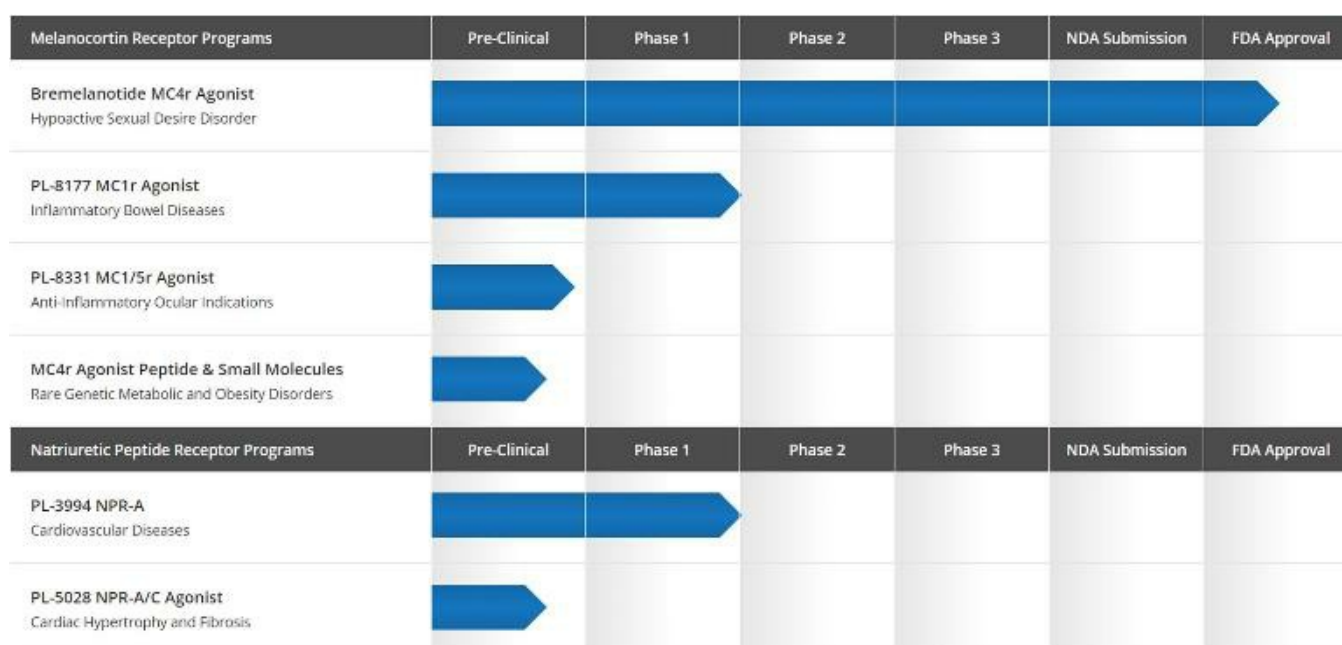 Melanocortin Receptor Programs Pre-Clinical Phase 1 Phase 2 Phase 3 NDA Submission FDA Approval
Bremelanotide MC4r Agonist
Hypoactive Sexual Desire Disorder
PL-8177 MC1r Agonist
Inflammatory Bowel Diseases
PL-8331 MC1/5r Agonist
Anti-Inflammatory Ocular Indications
MC4r Agonist Peptide & Small Molecules
Rare Genetic Metabolic and Obesity Disorders
Natriuretic Peptide Receptor Programs Pre-Clinical Phase 1 Phase 2 Phase 3 NDA Submission FDA Approval
PL-3994 NPR-A
Cardiovascular Diseases
PL-5028 NPR-A/C Agonist
Cardiac Hypertrophy and Fibrosis